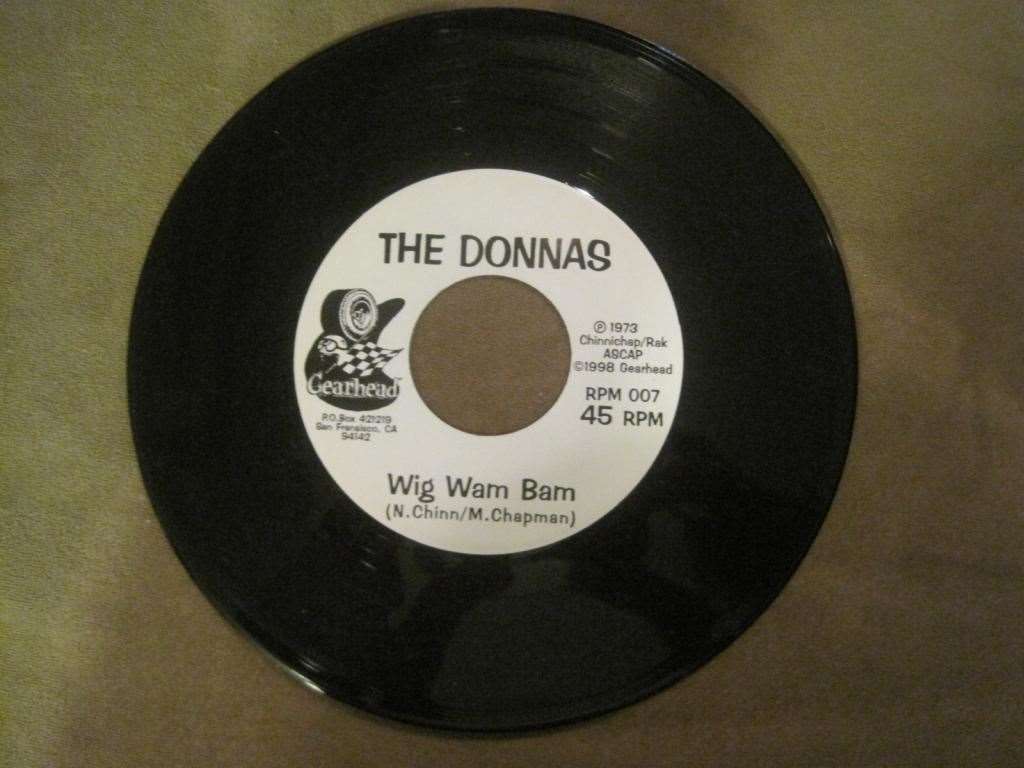 THE DONNAS
Gearhead
P.O. Box 421219
San Fransisco, CA
94142
℗ 1973
Chinnichap/Rak
ASCAP
©1998 Gearhead
RPM 007
45 RPM
Wig Wam Bam
(N.Chinn/M.Chapman)